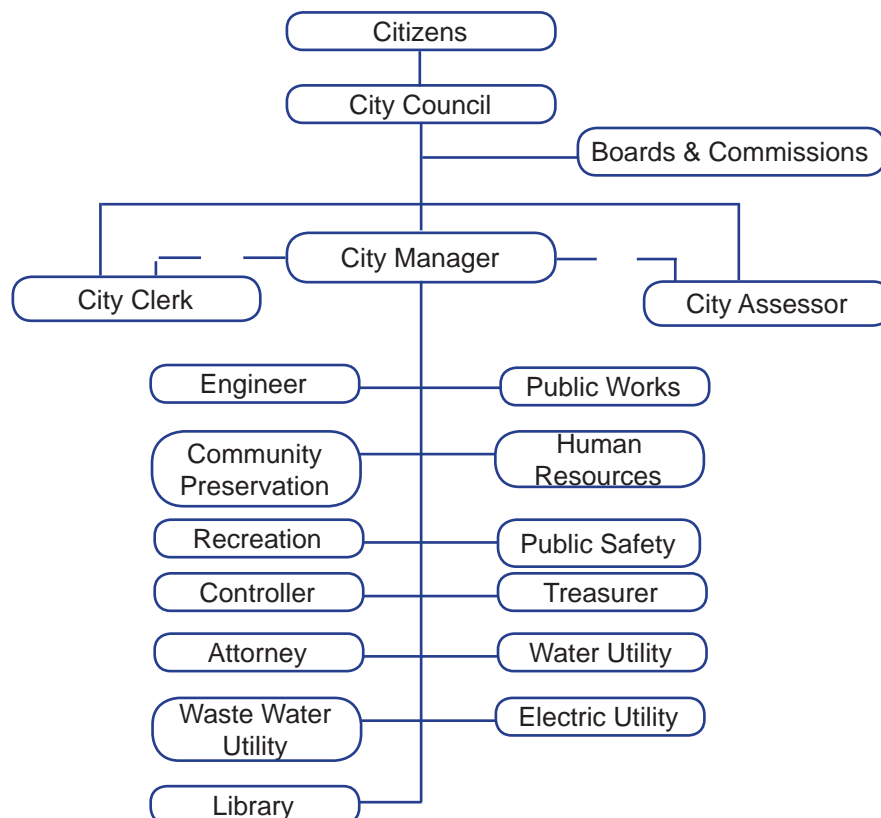 Citizens
City Council
Boards & Commissions
City Manager
City Clerk
City Assessor
Engineer
Public Works
Community
Preservation
Human
Resources
Recreation
Public Safety
Controller
Treasurer
Attorney
Water Utility
Waste Water
Utility
Electric Utility
Library